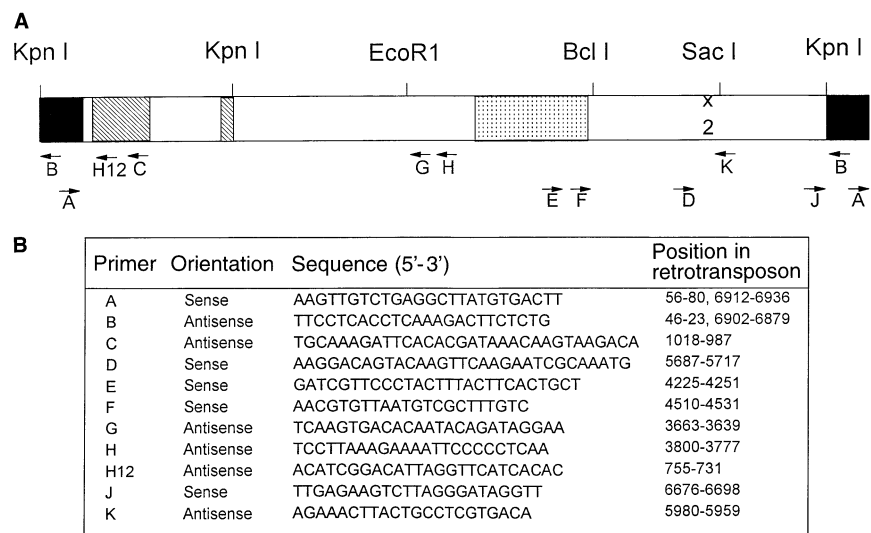 A
Kpn I Kpn I EcoR1 Bcl I Sac I Kpn I
x
2
B H12 C G H K B
A E F D J A
B
Primer Orientation Sequence (5'-3') Position in retrotransposon
A Sense AAGTTGTCTGAGGCTTATGTGACTT 56-80, 6912-6936
B Antisense TTCCTCACCTCAAAGACTTCTCTG 46-23, 6902-6879
C Antisense TGCAAAGATTCACACGATAAACAAGTAAGACA 1018-987
D Sense AAGGACAGTACAAGTTCAAGAATCGCAAATG 5687-5717
E Sense GATCGTTCCCTACTTTACTTCACTGCT 4225-4251
F Sense AACGTGTTAATGTCGCTTTGTC 4510-4531
G Antisense TCAAGTGACACAATACAGATAGGAA 3663-3639
H Antisense TCCTTAAAGAAAATTCCCCCTCAA 3800-3777
H12 Antisense ACATCGGACATTAGGTTCATCACAC 755-731
J Sense TTGAGAAGTCTTAGGGATAGGTT 6676-6698
K Antisense AGAAACTTACTGCCTCGTGACA 5980-5959